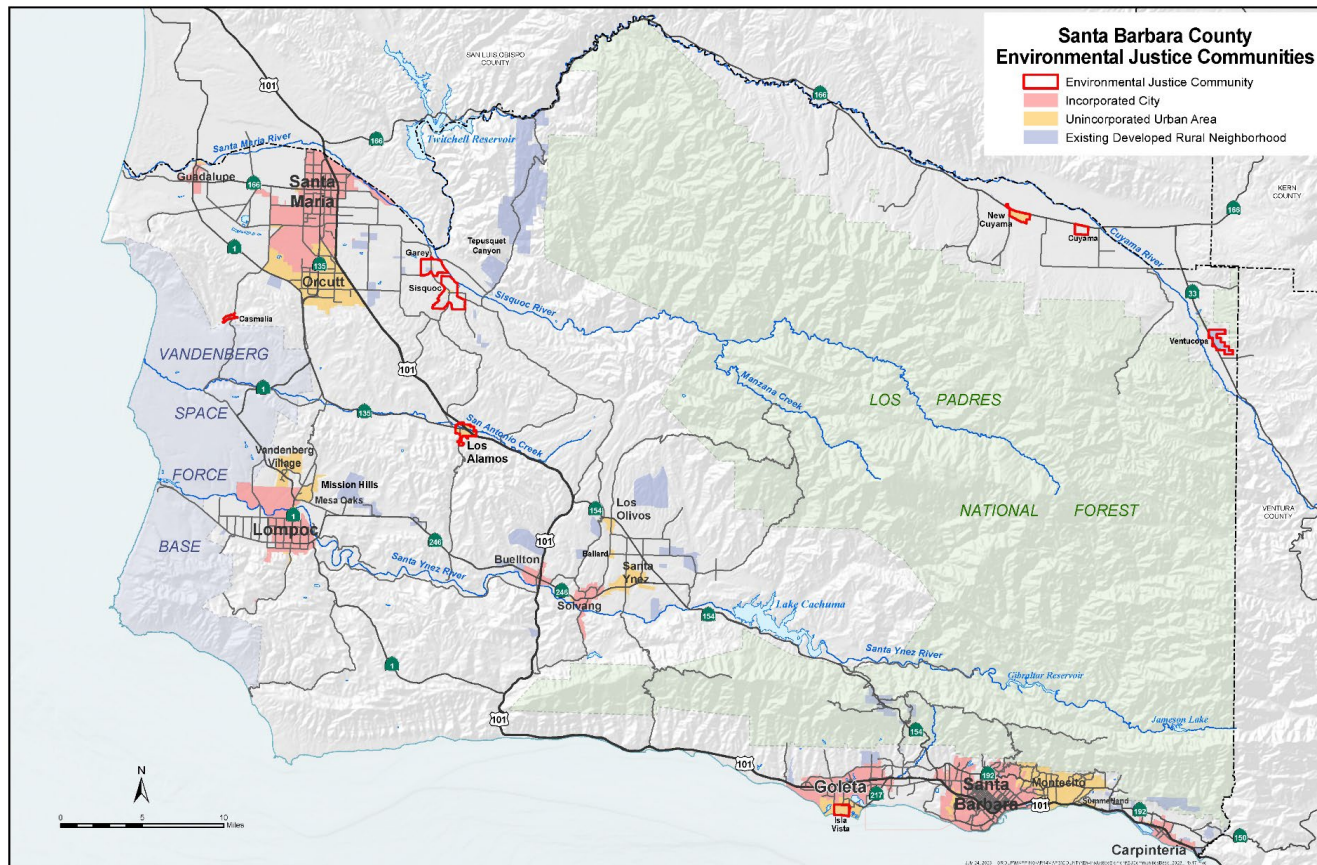 Santa Barbara County
Environmental Justice Communities
Environmental Justice Community
Incorporated City
Unincorporated Urban Area
Existing Developed Rural Neighborhood
SAN LUIS OBISPO
COUNTY
101
166
Twitchell Reservoir
166
Santa Maria River
Guadalupe
166
Santa
Maria
KERN
COUNTY
New
Cuyama
Cuyama
Cuyama River
Tepusquet
Canyon
Garey
1
135
Orcutt
Sisquoc
Sisquoc River
33
Casmalia
Ventucopa
VANDENBERG
101
Manzana Creek
1
135
LOS PADRES
SPACE
San Antonio Creek
Los
Alamos
Vandenberg
Village
FORCE
Mission Hills
Mesa Oaks
Los
Olivos
154
NATIONAL FOREST
VENTURA
COUNTY
1
Lompoc
BASE
246
101
Buellton
Ballard
Santa
Ynez
Santa Ynez River
246
Solvang
154
Lake Cachuma
Santa Ynez River
Gibraltar Reservoir
1
Jameson Lake
101
154
101
Goleta
217
192
Santa
Barbara
Montecito
101
Summerland
192
Isla
Vista
150
Carpinteria
N
0 5 10
Miles